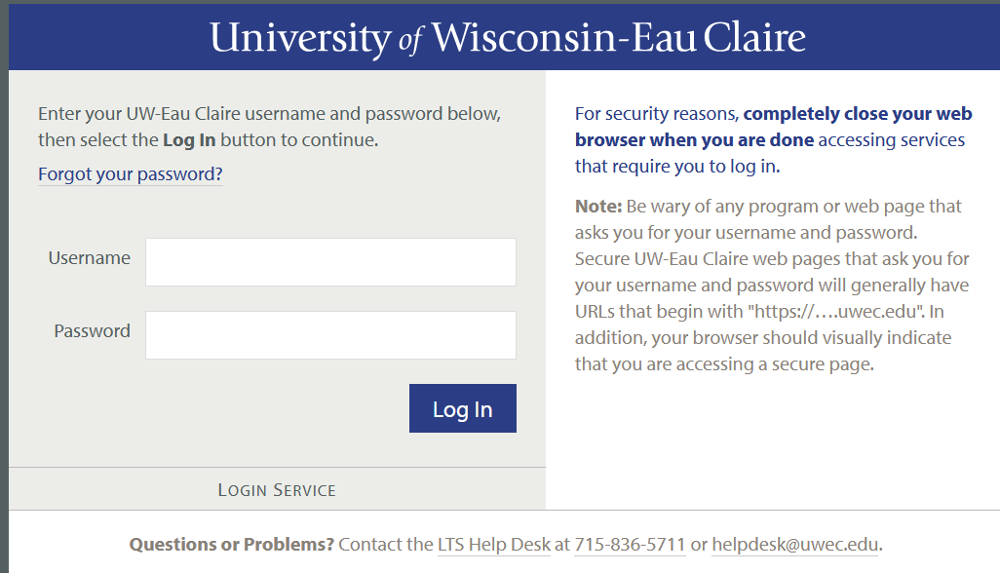 University of Wisconsin-Eau Claire
Enter your UW-Eau Claire username and password below,
then select the Log In button to continue.
Forgot your password?
Username
Password
Log In
LOGIN SERVICE
For security reasons, completely close your web
browser when you are done accessing services
that require you to log in.
Note: Be wary of any program or web page that
asks you for your username and password.
Secure UW-Eau Claire web pages that ask you for
your username and password will generally have
URLs that begin with "https://….uwec.edu". In
addition, your browser should visually indicate
that you are accessing a secure page.
Questions or Problems? Contact the LTS Help Desk at 715-836-5711 or helpdesk@uwec.edu.